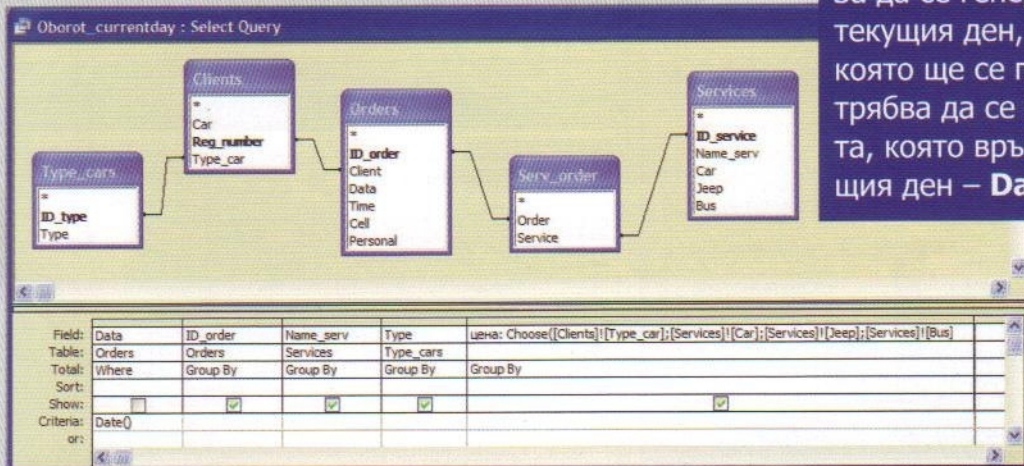 Oborot_currentday : Select Query
текущия ден,
която ще се
трябва да се
та, която връ
щия ден – Da
Type_cars
*
ID_type
Type
Clients
*
Car
Reg_number
Type_car
Orders
*
ID_order
Client
Data
Time
Cell
Personal
Serv_order
*
Order
Service
Services
*
ID_service
Name_serv
Car
Jeep
Bus
Field: Data ID_order Name_serv Type цена: Choose([Clients]![Type_car];[Services]![Car];[Services]![Jeep];[Services]![Bus]
Table: Orders Orders Services Type_cars
Total: Where Group By Group By Group By Group By
Sort:
Show:
Criteria: Date()
or: